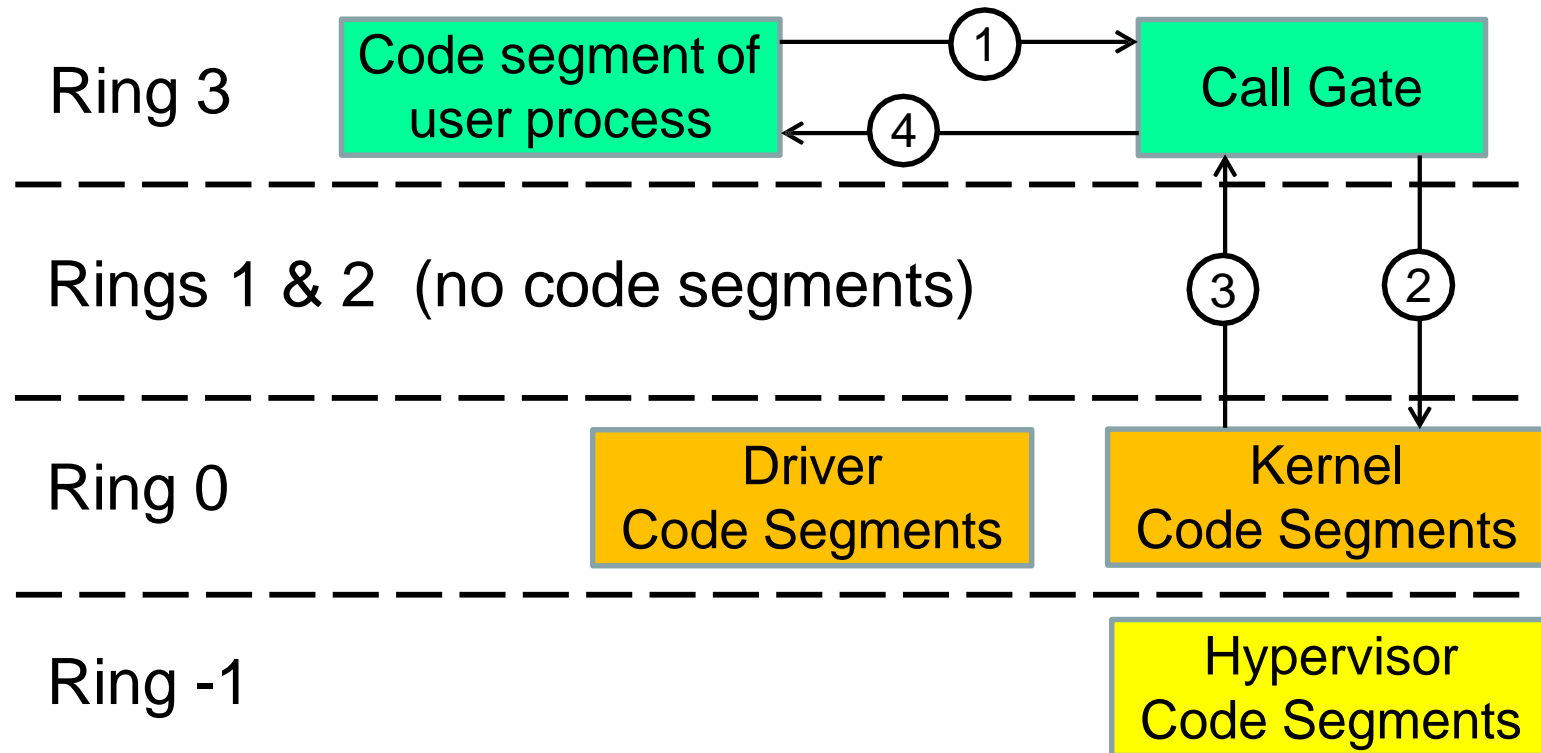 Ring 3
Code segment of
user process
1
Call Gate
4
Rings 1 & 2 (no code segments)
3
2
Ring 0
Driver
Code Segments
Kernel
Code Segments
Ring -1
Hypervisor
Code Segments